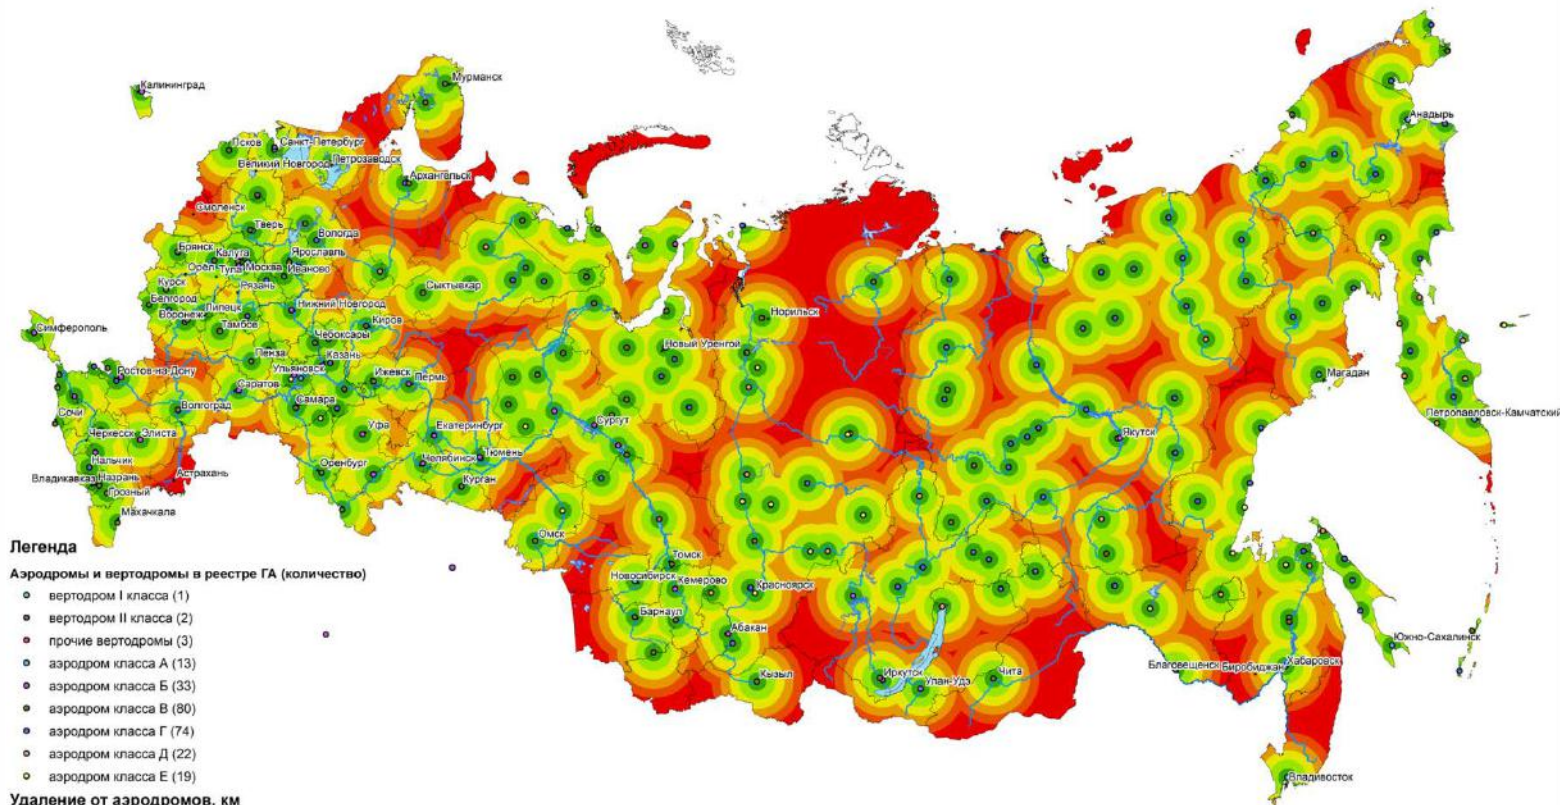 Мурманск
Калининград
Анадырь
Псков
Санкт-Петербург
Великий Новгород
Петрозаводск
Архангельск
Смоленск
Тверь
Вологда
Брянск
Калуга
Ярославль
Орёл
Тула
Москва
Иваново
Рязань
Курск
Сыктывкар
Белгород
Липецк
Нижний Новгород
Воронеж
Норильск
Симферополь
Тамбов
Киров
Чебоксары
Новый Уренгой
Пенза
Казань
Ростов-на-Дону
Ульяновск
Ижевск
Пермь
Магадан
Саратов
Самара
Сочи
Волгоград
Сургут
Петропавловск-Камчатский
Черкесск
Элиста
Уфа
Екатеринбург
Якутск
Нальчик
Челябинск
Тюмень
Владикавказ
Назрань
Астрахань
Оренбург
Курган
Грозный
Махачкала
Омск
Томск
Новосибирск
Кемерово
Красноярск
Барнаул
Абакан
Южно-Сахалинск
Кызыл
Иркутск
Улан-Удэ
Чита
Благовещенск
Биробиджан
Хабаровск
Владивосток
Легенда
Аэродромы и вертодромы в реестре ГА (количество)
вертодром I класса (1)
вертодром II класса (2)
прочие вертодромы (3)
аэродром класса А (13)
аэродром класса Б (33)
аэродром класса В (80)
аэродром класса Г (74)
аэродром класса Д (22)
аэродром класса Е (19)
Удаление от аэродромов, км